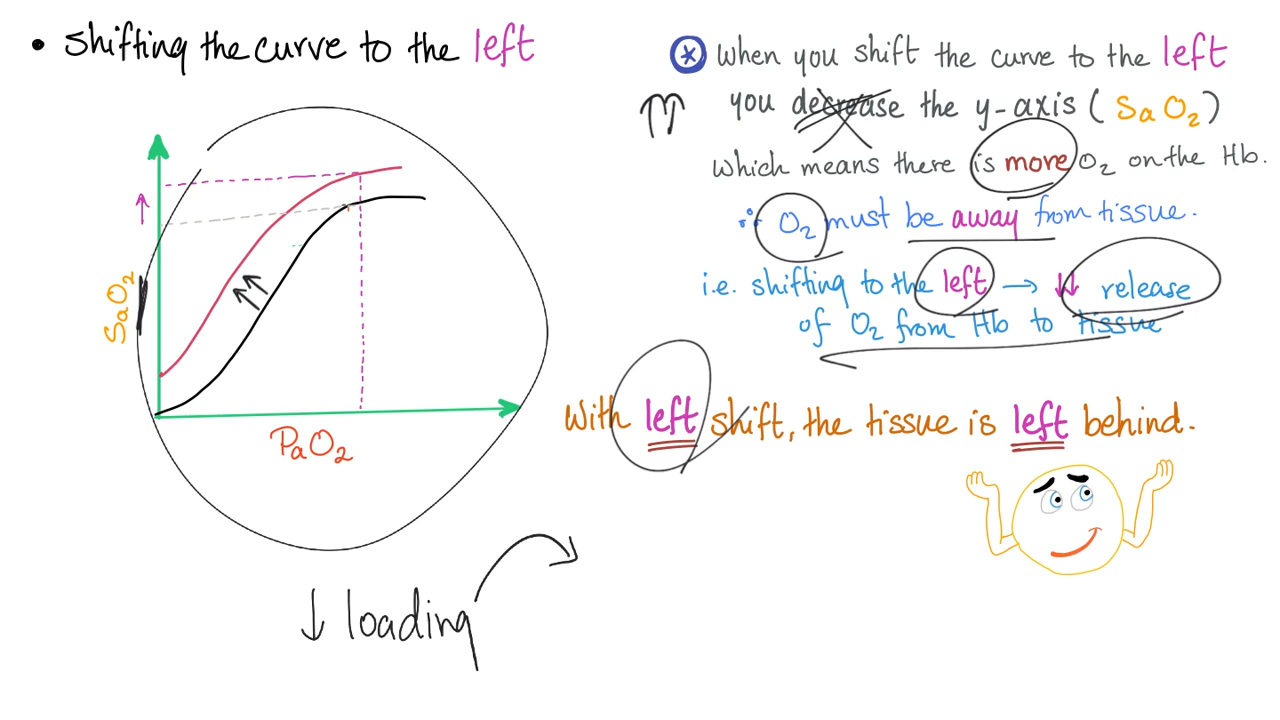 • Shifting the curve to the left
SaO2
PaO2
↓ loading
* When you shift the curve to the left
↑↑ you decrease the y-axis (SaO2)
which means there is more O2 on the Hb.
∴ O2 must be away from tissue.
i.e. shifting to the left → ↓↓ release
of O2 from Hb to tissue
With left shift, the tissue is left behind.